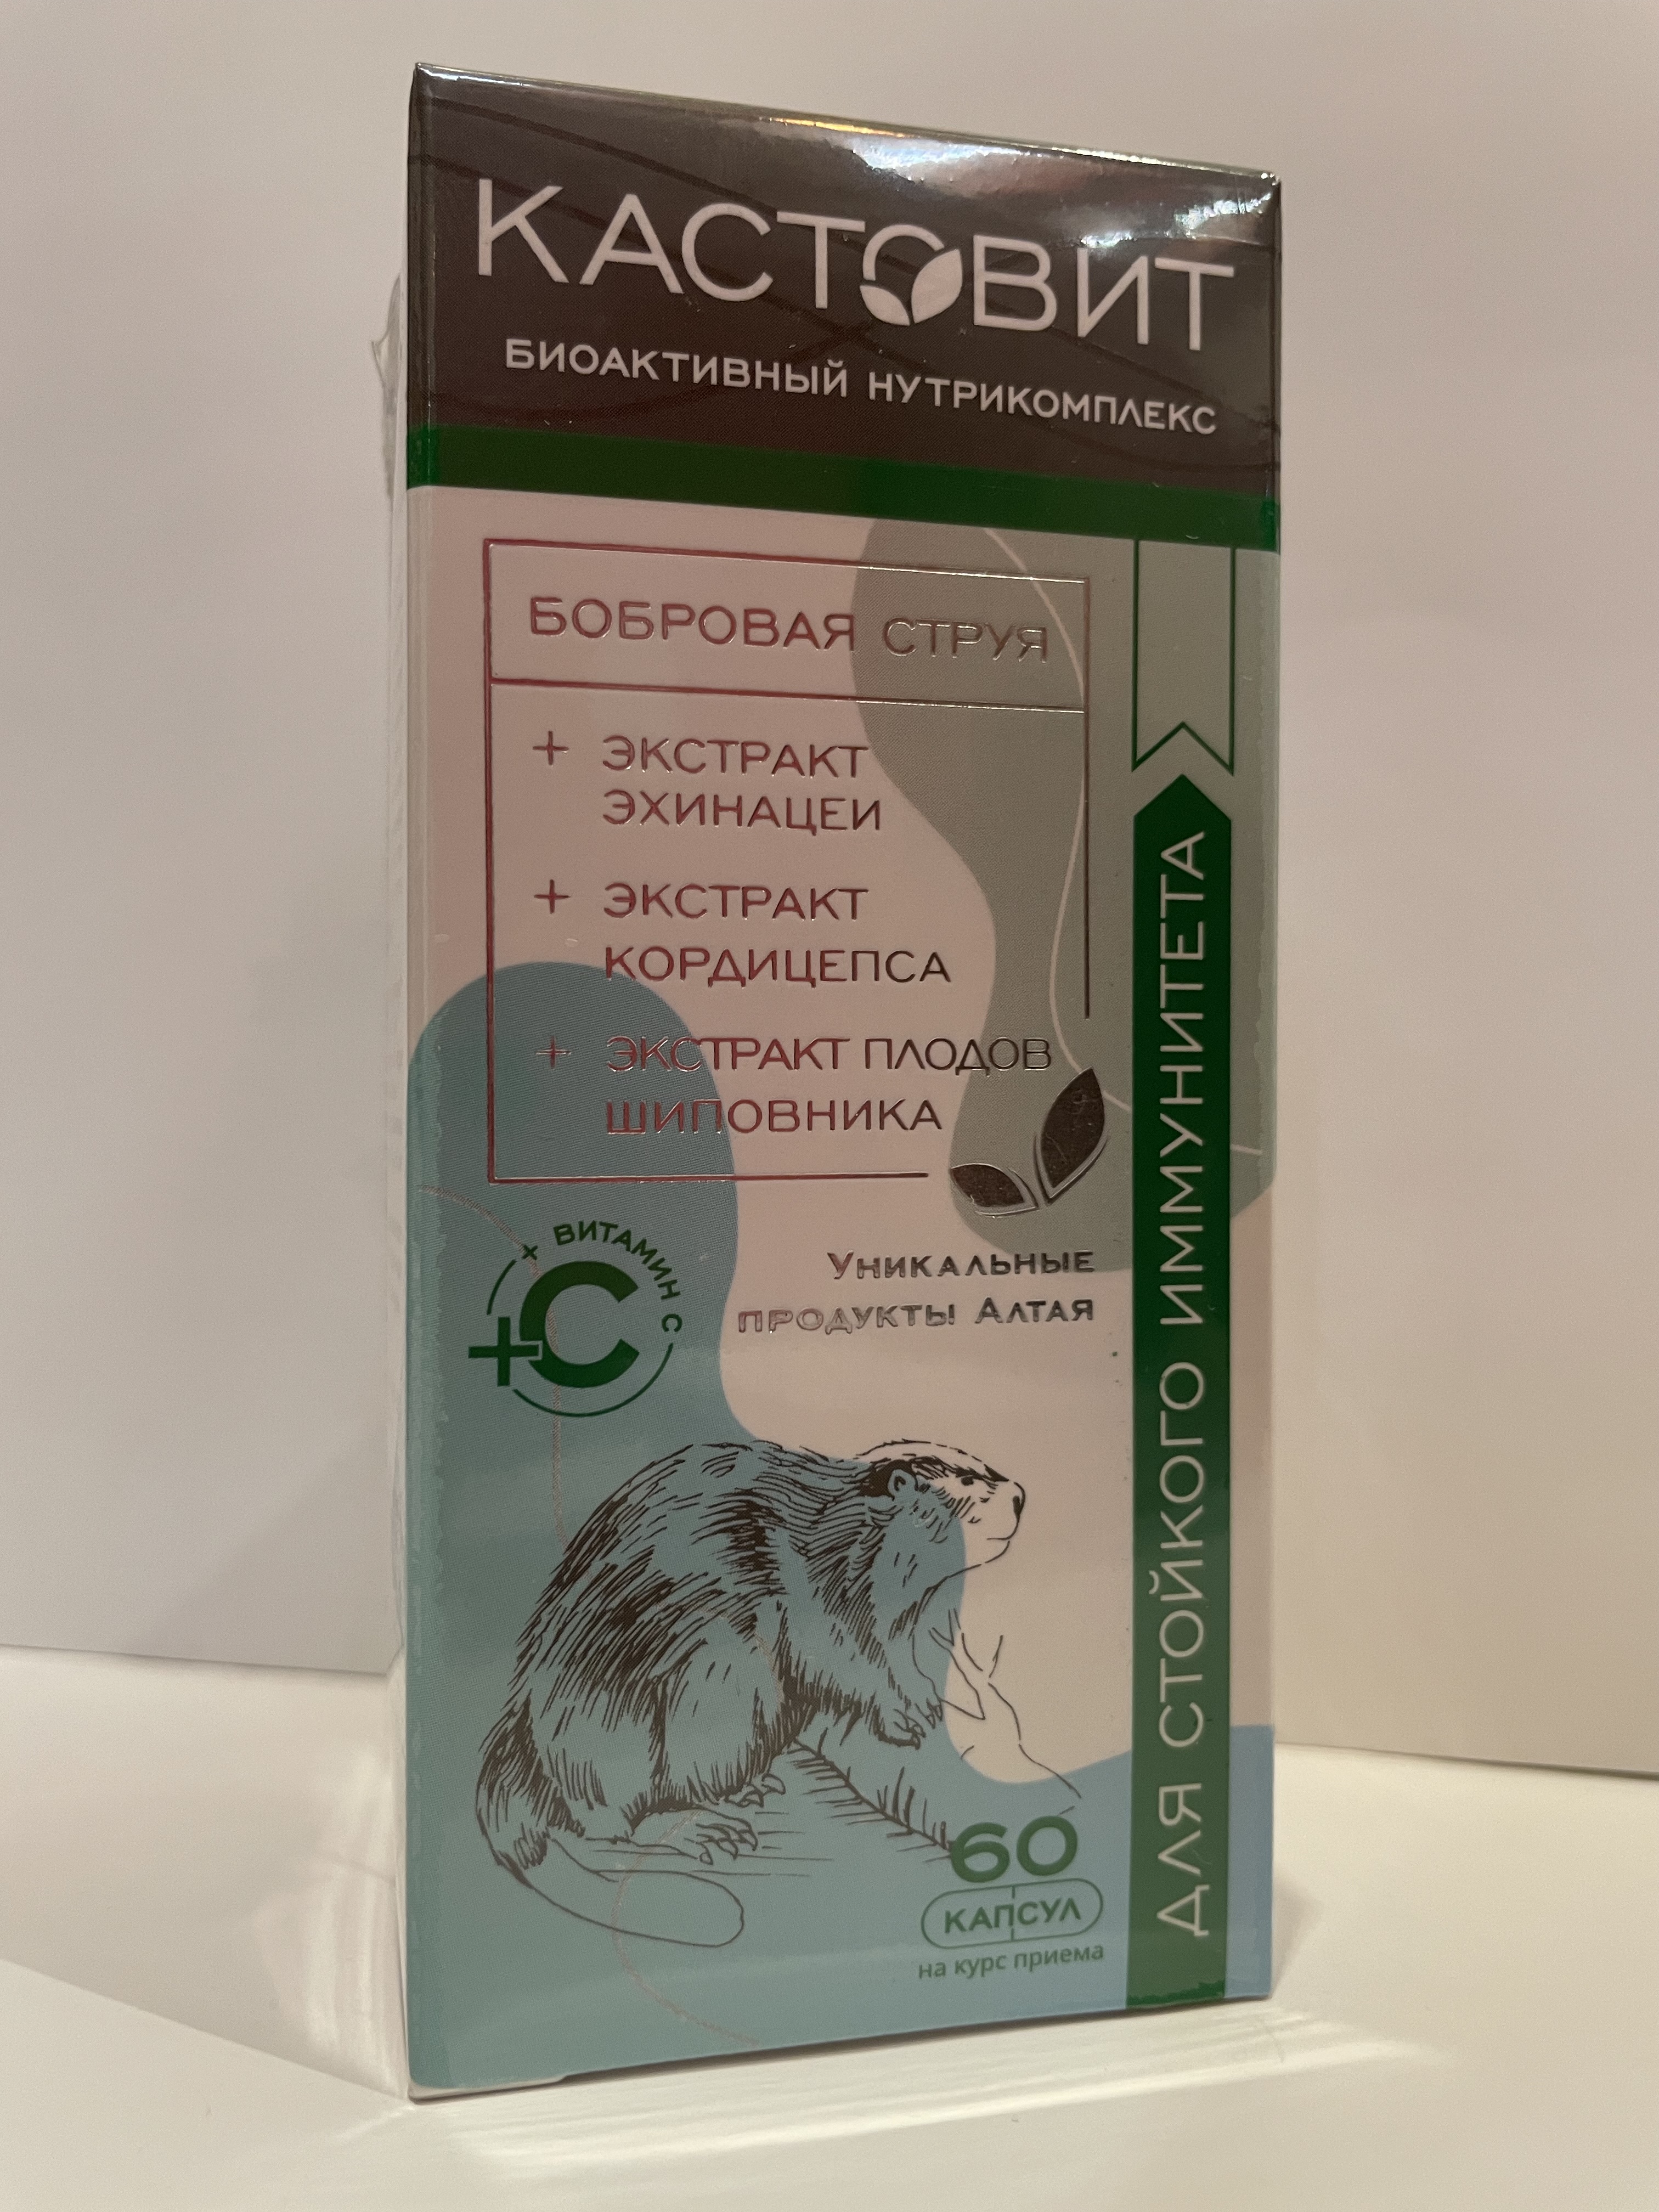 КАСТОВИТ
БИОАКТИВНЫЙ НУТРИКОМПЛЕКС
БОБРОВАЯ СТРУЯ
+ ЭКСТРАКТ
ЭХИНАЦЕИ
+ ЭКСТРАКТ
КОРДИЦЕПСА
+ ЭКСТРАКТ ПЛОДОВ
ШИПОВНИКА
+ ВИТАМИН С
+С
Уникальные
продукты Алтая
ДЛЯ СТОЙКОГО ИММУНИТЕТА
60
КАПСУЛ
на курс приема